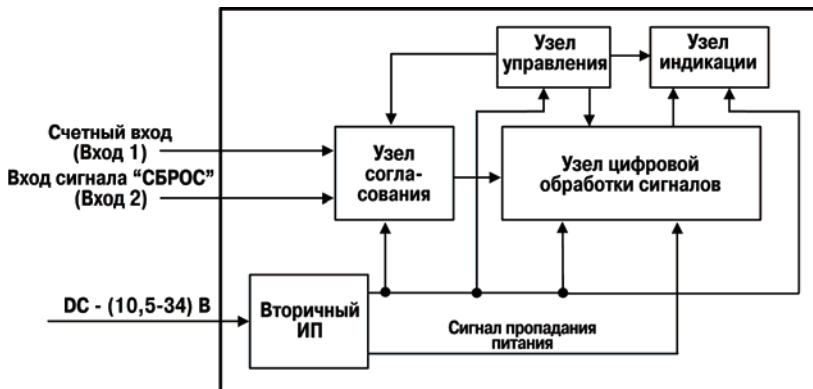 Узел
управления
Узел
индикации
Счетный вход
(Вход 1)
Вход сигнала “СБРОС”
(Вход 2)
Узел
согла-
сования
Узел цифровой
обработки сигналов
DC - (10,5-34) В
Вторичный
ИП
Сигнал пропадания
питания